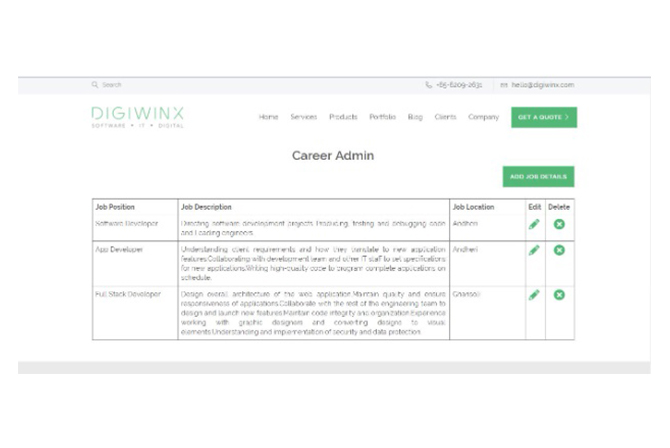 Search
+65-6209-2631
hello@digiwinx.com
DIGIWINX
SOFTWARE • IT • DIGITAL
Home Services Products Portfolio Blog Clients Company GET A QUOTE >
Career Admin
ADD JOB DETAILS
Job Position Job Description Job Location Edit Delete
Software Developer
Directing software development projects Producing, testing and debugging code
and Leading engineers.
Andheri
App Developer
Understanding client requirements and how they translate to new application
features.Collaborating with development team and other IT staff to set specifications
for new applications.Writing high-quality code to program complete applications on
schedule.
Andheri
Full Stack Developer
Design overall architecture of the web application.Maintain quality and ensure
responsiveness of applications.Collaborate with the rest of the engineering team to
design and launch new features.Maintain code integrity and organization.Experience
working with graphic designers and converting designs to visual
elements.Understanding and implementation of security and data protection.
Ghansoli